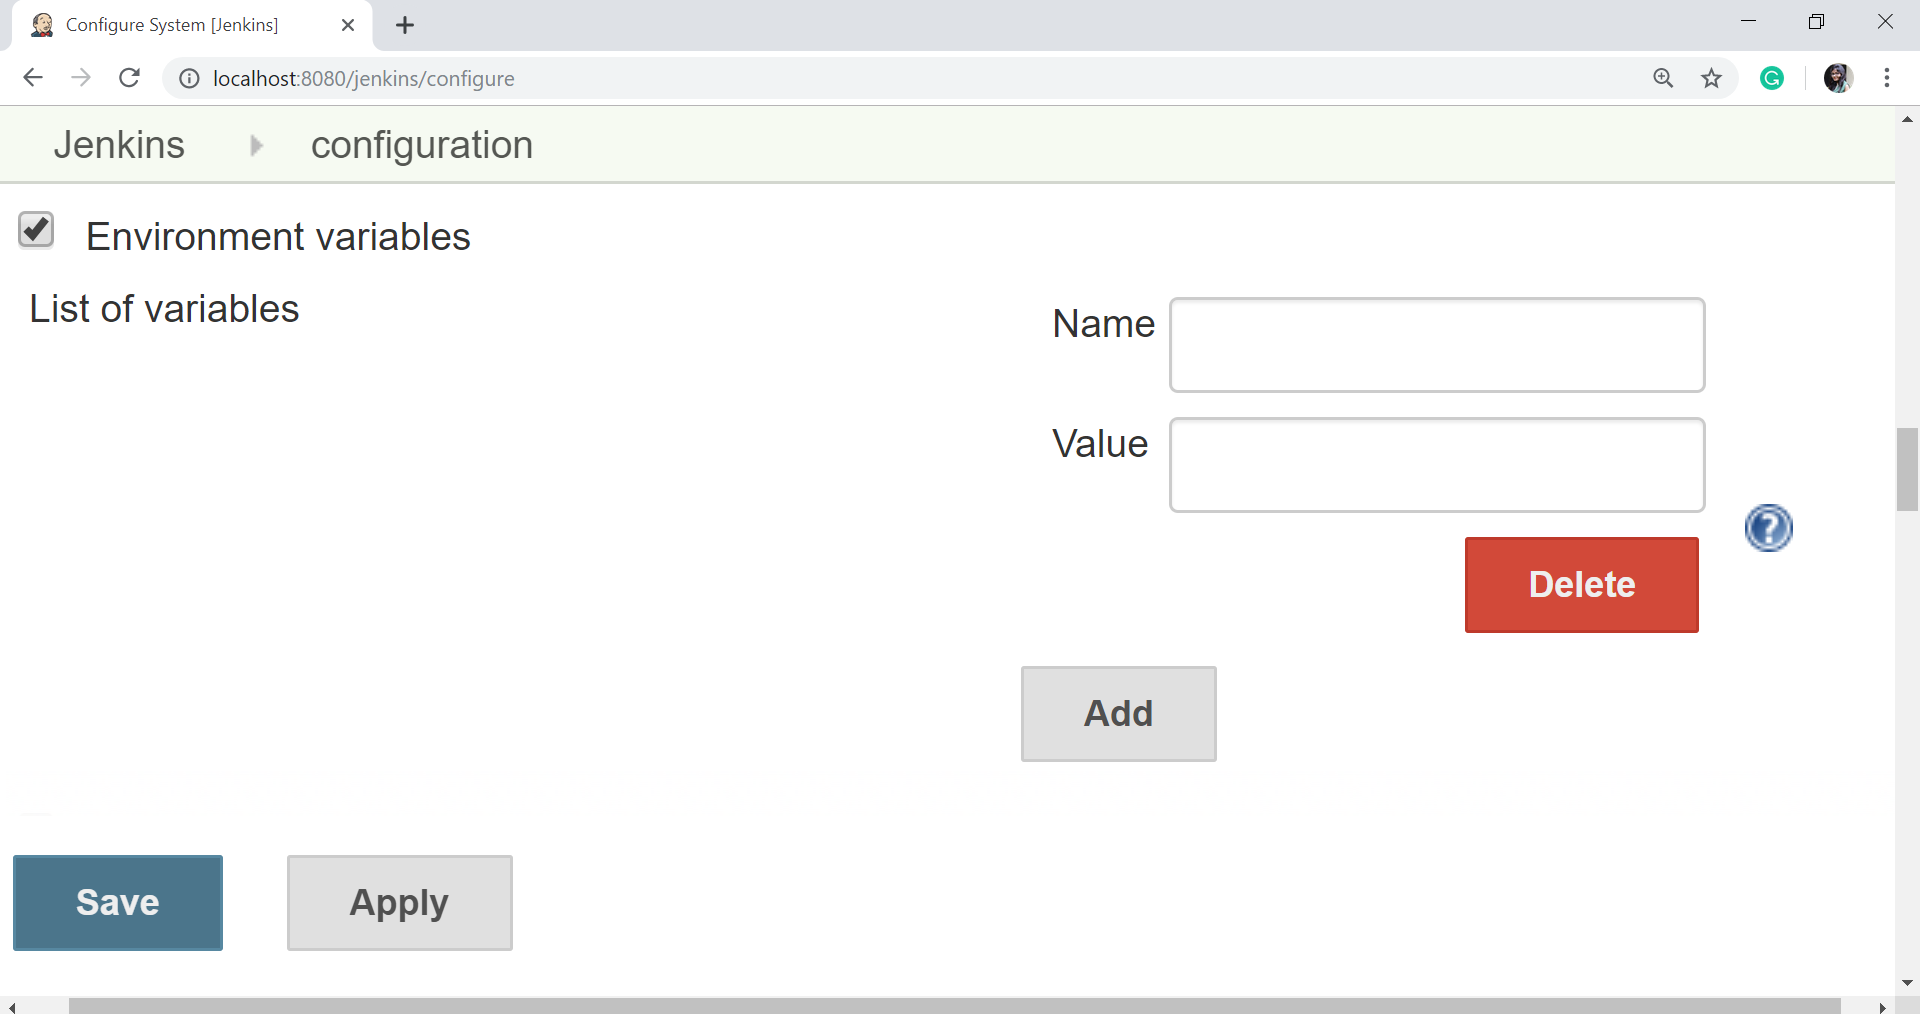 Configure System [Jenkins]
localhost:8080/jenkins/configure
Jenkins configuration
Environment variables
List of variables
Name
Value
Delete
Add
Save Apply